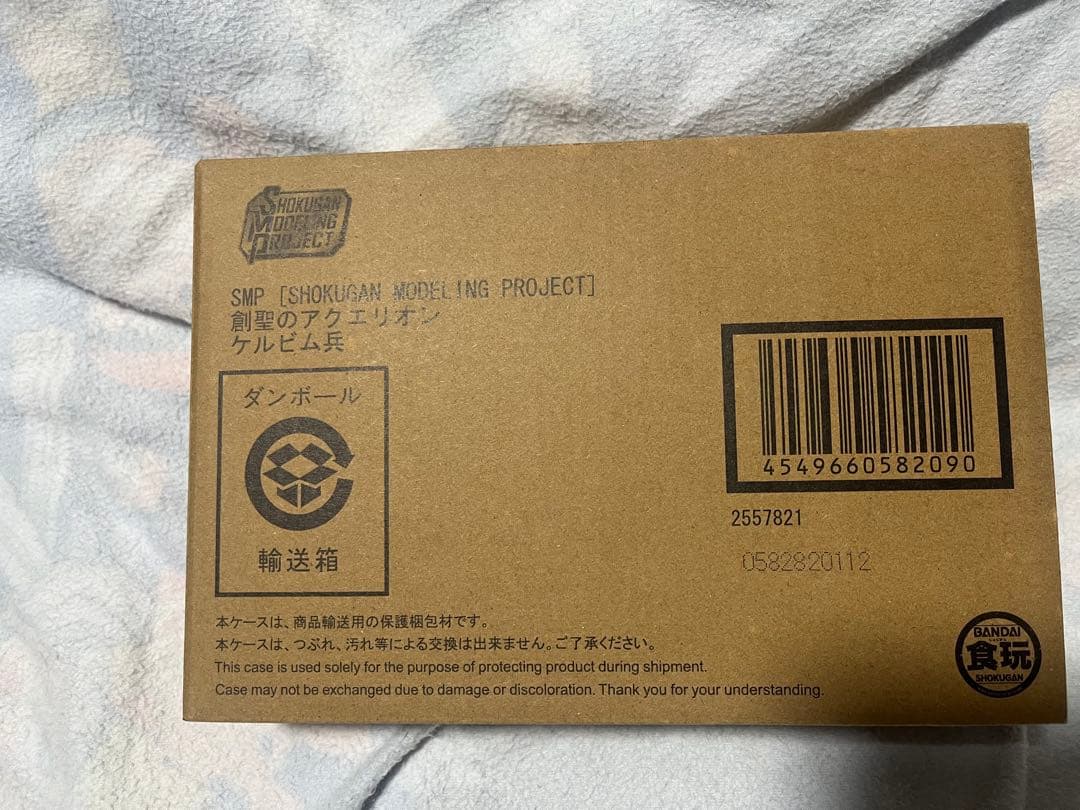 SHOKUGAN
MODELING
PROJECT
SMP [SHOKUGAN MODELING PROJECT]
創聖のアクエリオン
ケルビム兵
ダンボール
輸送箱
4549660582090
2557821
0582820112
本ケースは、商品輸送用の保護梱包材です。
本ケースは、つぶれ、汚れ等による交換は出来ません。ご了承ください。
This case is used solely for the purpose of protecting product during shipment.
Case may not be exchanged due to damage or discoloration. Thank you for your understanding.
BANDAI
食玩
SHOKUGAN